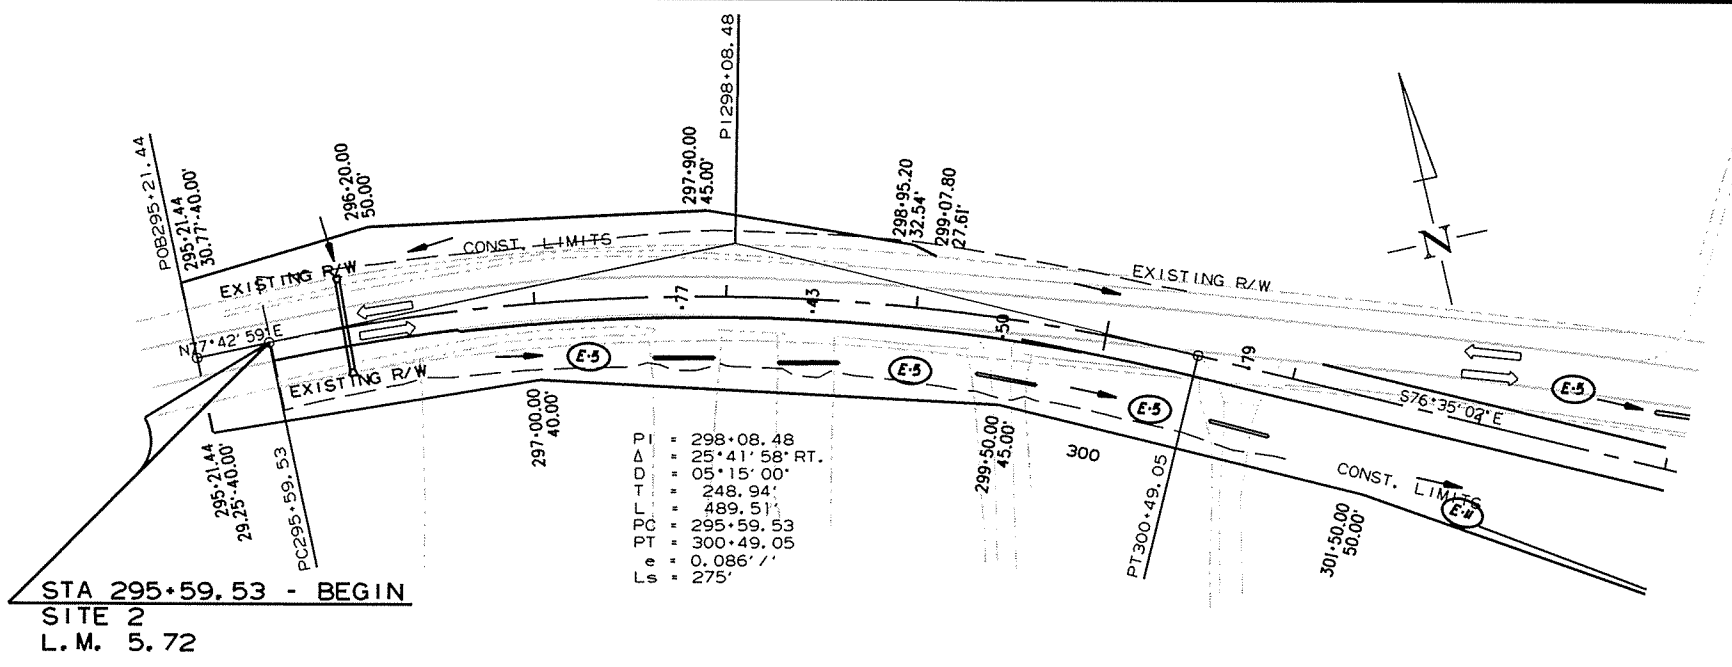 POB295+21.44
295+21.44
30.77'-40.00'
296+20.00
50.00'
297+90.00
45.00'
PI298+08.48
298+95.20
32.54'
299+07.80
27.61'
N
EXISTING R/W
CONST. LIMITS
EXISTING R/W
N77°42'59"E
.77
.43
.50
.79
EXISTING R/W
E-5
E-5
E-5
E-5
S76°35'02"E
295+21.44
29.25'-40.00'
PC295+59.53
297+00.00
40.00'
299+50.00
45.00'
300
PT300+49.05
CONST. LIMITS
E-11
301+50.00
50.00'
PI = 298+08.48
Δ = 25°41'58" RT.
D = 05°15'00"
T = 248.94'
L = 489.51'
PC = 295+59.53
PT = 300+49.05
e = 0.086'/'
Ls = 275'
STA 295+59.53 - BEGIN
SITE 2
L.M. 5.72